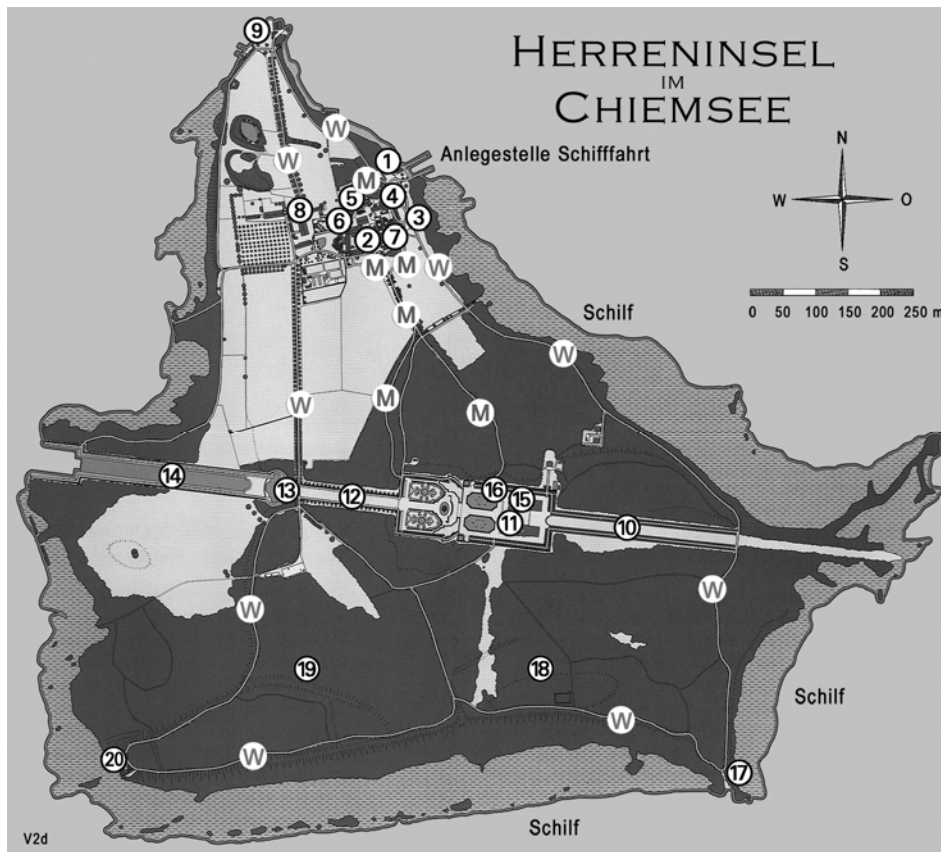 HERRENINSEL
IM
CHIEMSEE
9
W
Anlegestelle Schifffahrt
1
W
M
5
4
8
6
3
2
7
M
M
W
N
W
O
S
0 50 100 150 200 250 m
Schilf
M
W
M
W
M
14
13
12
16
15
11
10
W
W
19
18
Schilf
W
20
W
17
Schilf
V2d